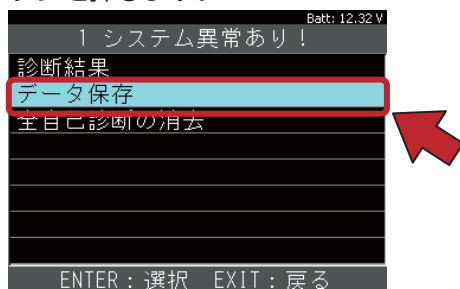 Batt: 12.32 V
1 システム異常あり!
診断結果
データ保存
全自己診断の消去
ENTER：選択 EXIT：戻る